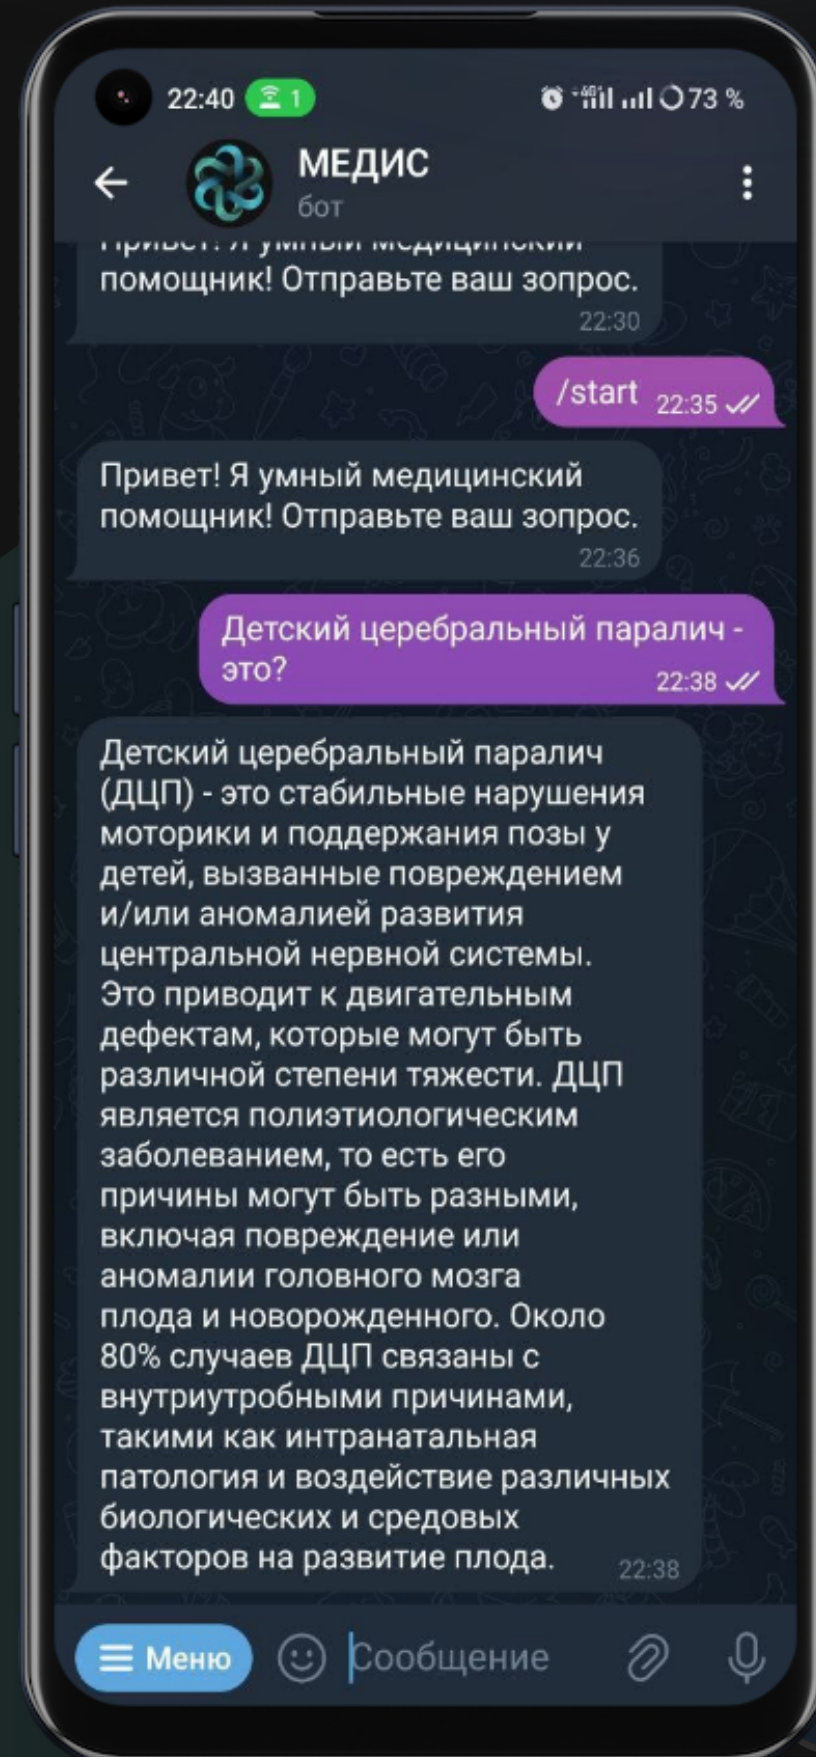 22:40 1 4G 73 %
МЕДИС
бот
Привет! Я умный медицинский
помощник! Отправьте ваш зопрос.
22:30
/start 22:35
Привет! Я умный медицинский
помощник! Отправьте ваш зопрос.
22:36
Детский церебральный паралич -
это?
22:38
Детский церебральный паралич
(ДЦП) - это стабильные нарушения
моторики и поддержания позы у
детей, вызванные повреждением
и/или аномалией развития
центральной нервной системы.
Это приводит к двигательным
дефектам, которые могут быть
различной степени тяжести. ДЦП
является полиэтиологическим
заболеванием, то есть его
причины могут быть разными,
включая повреждение или
аномалии головного мозга
плода и новорожденного. Около
80% случаев ДЦП связаны с
внутриутробными причинами,
такими как интранатальная
патология и воздействие различных
биологических и средовых
факторов на развитие плода.
22:38
Меню Сообщение